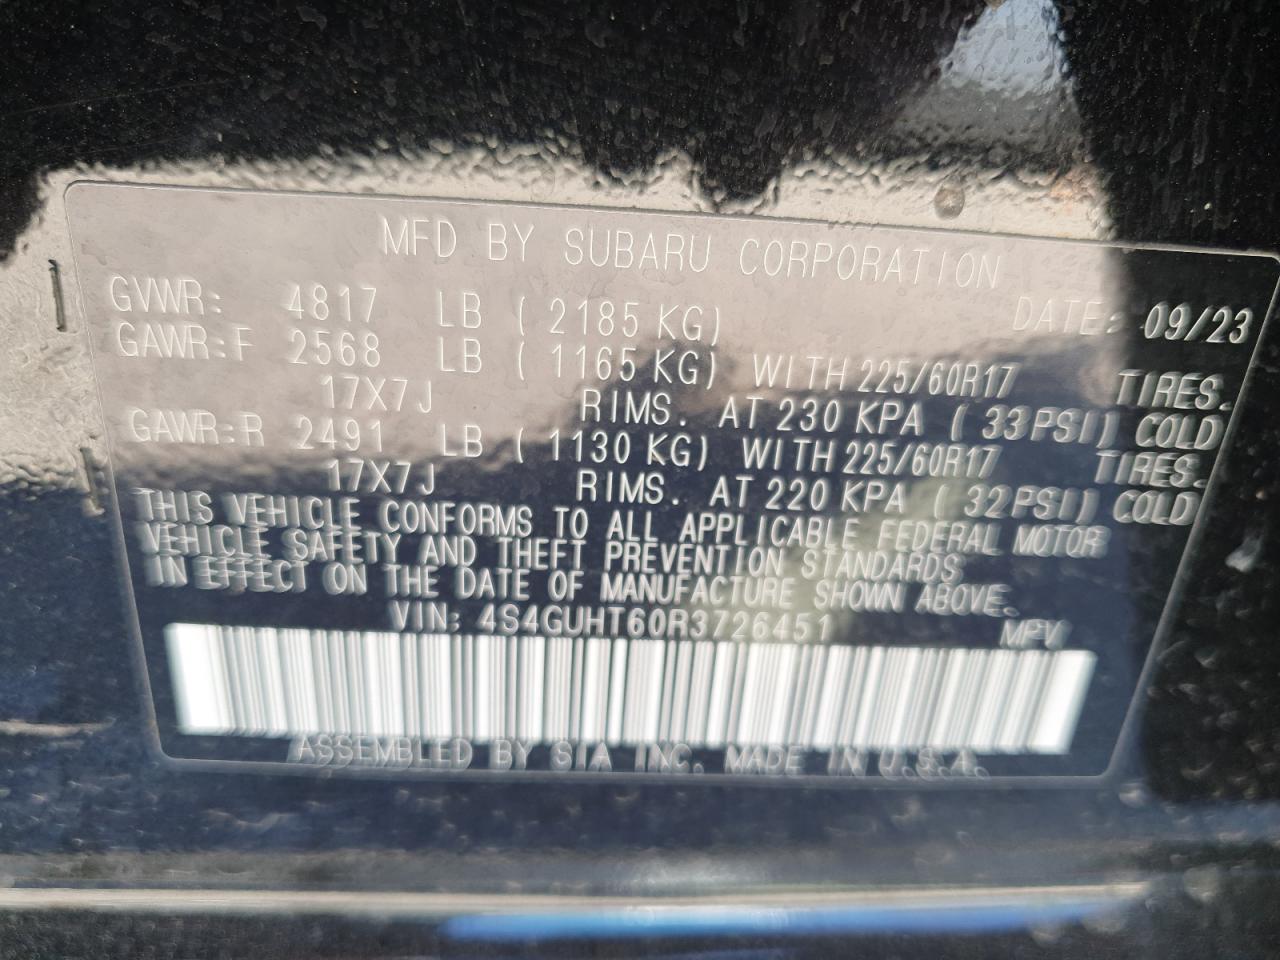 MFD BY SUBARU CORPORATION
DATE: 09/23
GVWR: 4817 LB ( 2185 KG)
GAWR:F 2568 LB ( 1165 KG) WITH 225/60R17 TIRES.
17X7J RIMS. AT 230 KPA ( 33PSI) COLD
GAWR:R 2491 LB ( 1130 KG) WITH 225/60R17 TIRES.
17X7J RIMS. AT 220 KPA ( 32PSI) COLD
THIS VEHICLE CONFORMS TO ALL APPLICABLE FEDERAL MOTOR
VEHICLE SAFETY AND THEFT PREVENTION STANDARDS
IN EFFECT ON THE DATE OF MANUFACTURE SHOWN ABOVE.
VIN: 4S4GUHT60R3726451 MPV
ASSEMBLED BY SIA INC. MADE IN U.S.A.